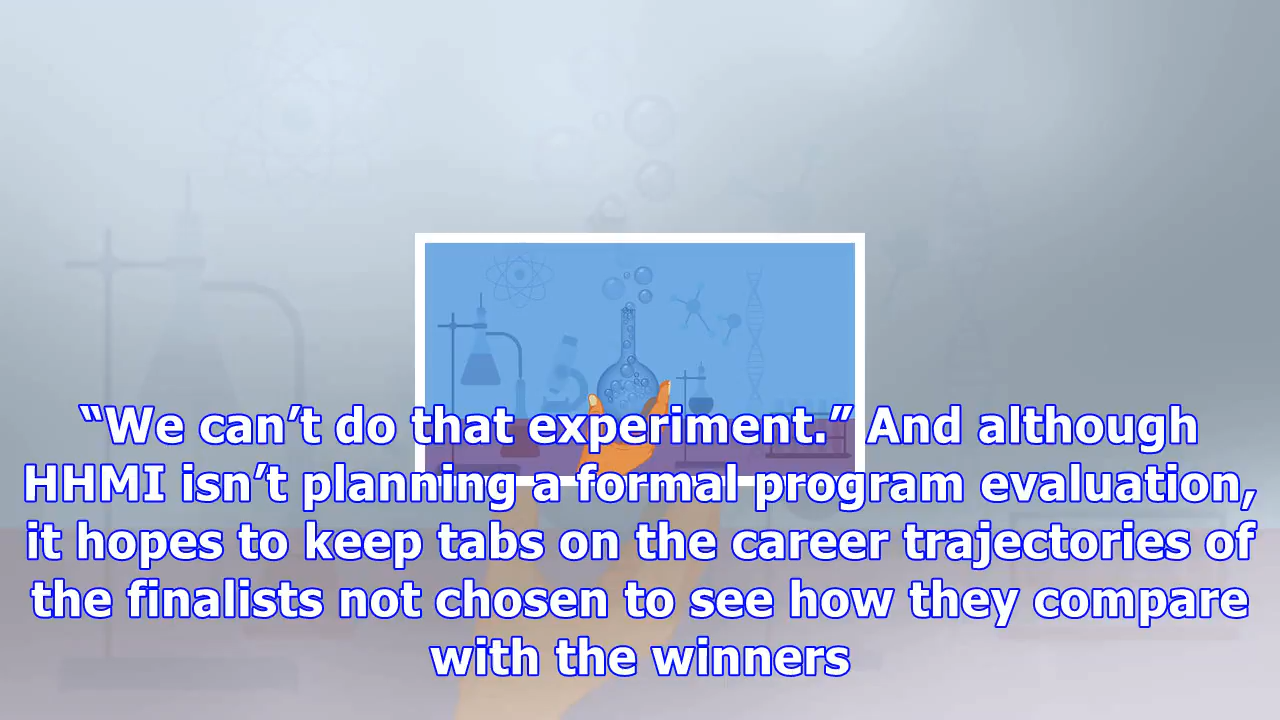 “We can’t do that experiment.” And although
HHMI isn’t planning a formal program evaluation,
it hopes to keep tabs on the career trajectories of
the finalists not chosen to see how they compare
with the winners